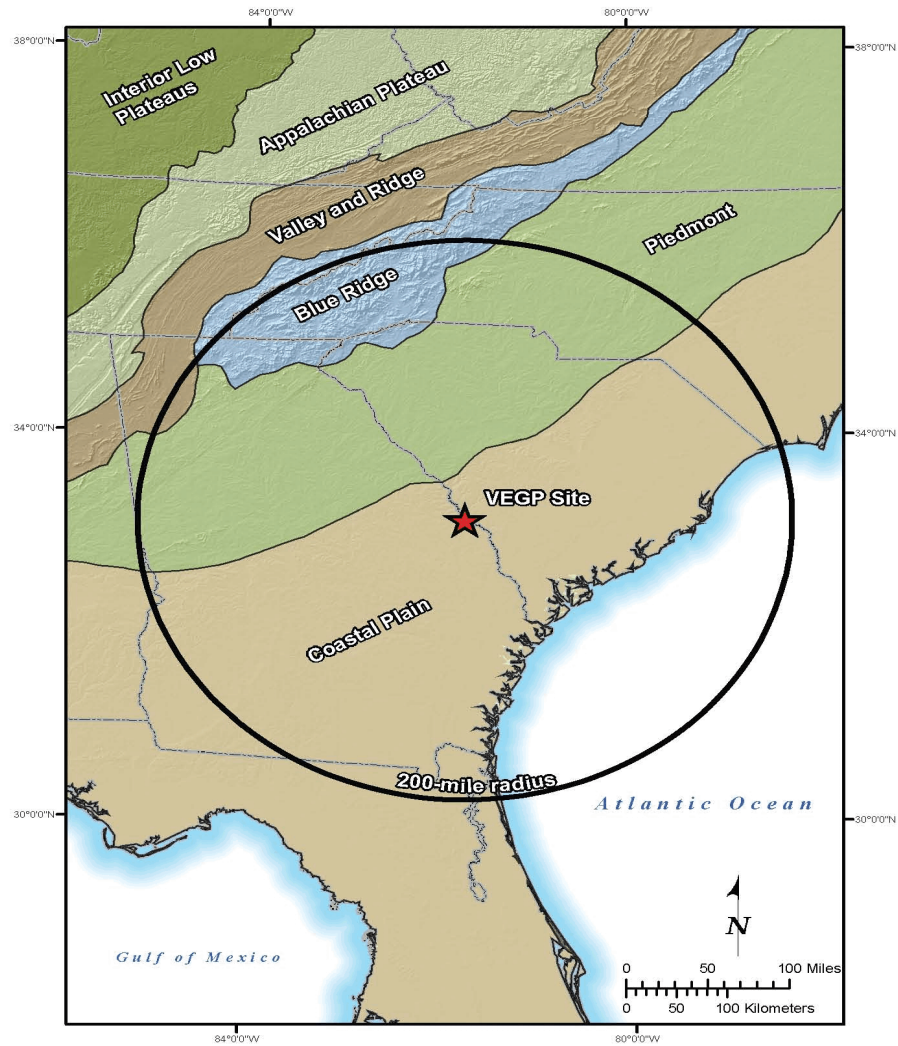 84°0'0"W
80°0'0"W
38°0'0"N
38°0'0"N
Interior Low
Plateaus
Appalachian Plateau
Valley and Ridge
Piedmont
Blue Ridge
34°0'0"N
34°0'0"N
VEGP Site
Coastal Plain
200-mile radius
Atlantic Ocean
30°0'0"N
30°0'0"N
N
Gulf of Mexico
0 50 100 Miles
0 50 100 Kilometers
84°0'0"W
80°0'0"W